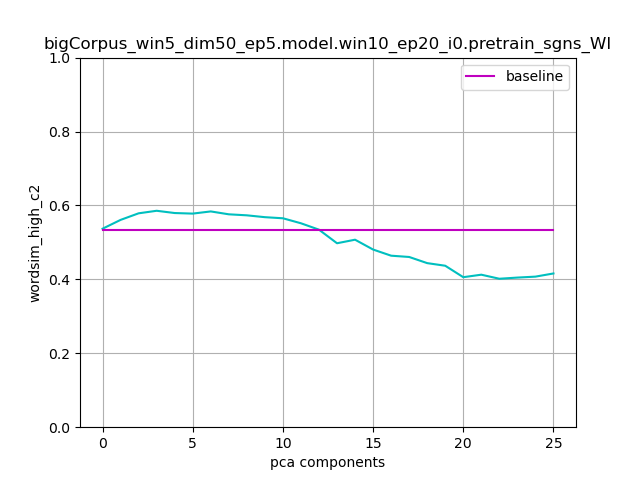 bigCorpus_win5_dim50_ep5.model.win10_ep20_i0.pretrain_sgns_WI
baseline
1.0
0.8
0.6
0.4
0.2
0.0
wordsim_high_c2
0 5 10 15 20 25
pca components